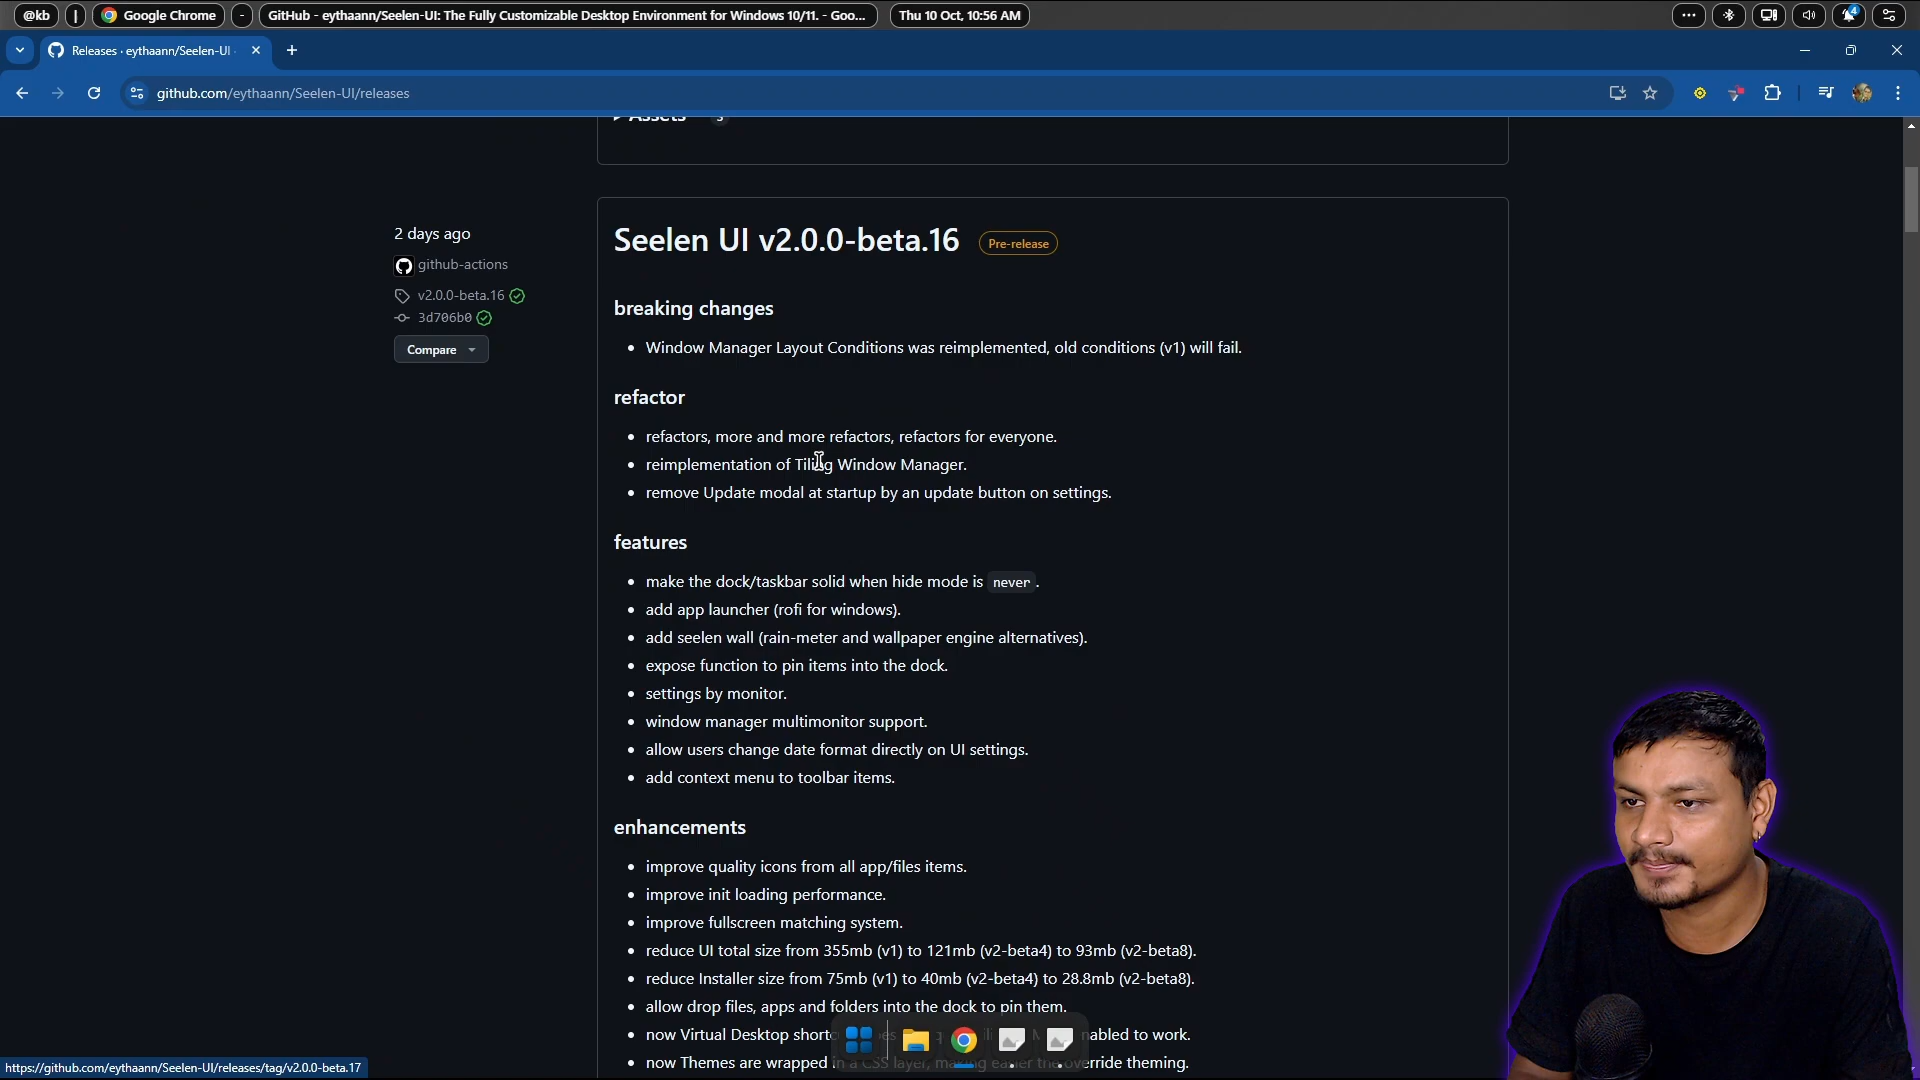 @kb | Google Chrome - GitHub - eythaann/Seelen-UI: The Fully Customizable Desktop Environment for Windows 10/11. - Goo... Thu 10 Oct, 10:56 AM 4
Releases · eythaann/Seelen-UI
github.com/eythaann/Seelen-UI/releases
Assets 3
Seelen UI v2.0.0-beta.16 Pre-release
2 days ago
github-actions
v2.0.0-beta.16
3d706b0
Compare
breaking changes
Window Manager Layout Conditions was reimplemented, old conditions (v1) will fail.
refactor
refactors, more and more refactors, refactors for everyone.
reimplementation of Tiling Window Manager.
remove Update modal at startup by an update button on settings.
features
make the dock/taskbar solid when hide mode is never.
add app launcher (rofi for windows).
add seelen wall (rain-meter and wallpaper engine alternatives).
expose function to pin items into the dock.
settings by monitor.
window manager multimonitor support.
allow users change date format directly on UI settings.
add context menu to toolbar items.
enhancements
improve quality icons from all app/files items.
improve init loading performance.
improve fullscreen matching system.
reduce UI total size from 355mb (v1) to 121mb (v2-beta4) to 93mb (v2-beta8).
reduce Installer size from 75mb (v1) to 40mb (v2-beta4) to 28.8mb (v2-beta8).
allow drop files, apps and folders into the dock to pin them.
now Virtual Desktop shortc nabled to work.
now Themes are wrapped in a CSS layer, making easier the override theming.
https://github.com/eythaann/Seelen-UI/releases/tag/v2.0.0-beta.17